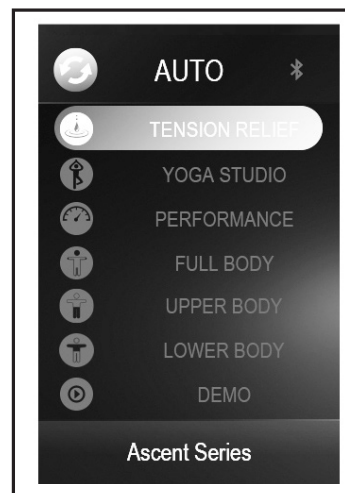 AUTO
TENSION RELIEF
YOGA STUDIO
PERFORMANCE
FULL BODY
UPPER BODY
LOWER BODY
DEMO
Ascent Series